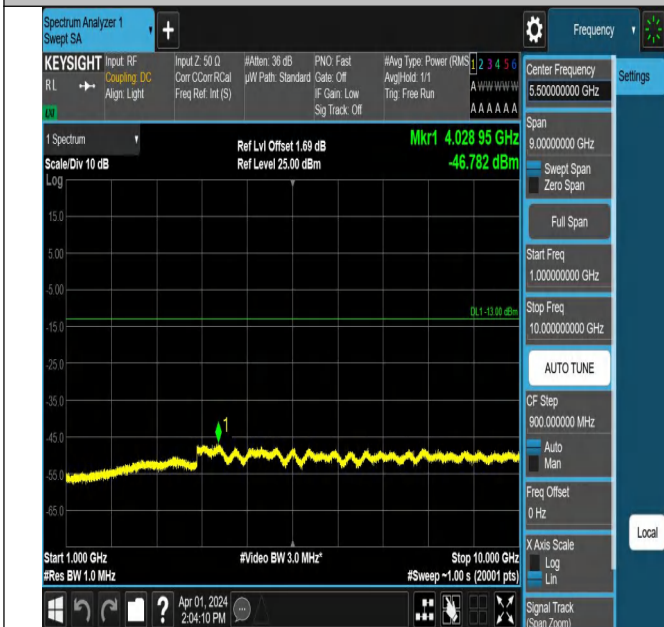 Spectrum Analyzer 1
Swept SA
+
Frequency
KEYSIGHT
RL
LXI
Input: RF
Coupling: DC
Align: Light
Input Z: 50 Ω
Corr CCorr RCal
Freq Ref: Int (S)
#Atten: 36 dB
µW Path: Standard
PNO: Fast
Gate: Off
IF Gain: Low
Sig Track: Off
#Avg Type: Power (RMS
Avg|Hold: 1/1
Trig: Free Run
1 2 3 4 5 6
A W W W W W
A A A A A A
1 Spectrum
Scale/Div 10 dB
Log
Ref Lvl Offset 1.69 dB
Ref Level 25.00 dBm
Mkr1 4.028 95 GHz
-46.782 dBm
15.0
5.00
-5.00
-15.0
-25.0
-35.0
-45.0
-55.0
-65.0
DL1 -13.00 dBm
1
Start 1.000 GHz
#Res BW 1.0 MHz
#Video BW 3.0 MHz*
Stop 10.000 GHz
#Sweep ~1.00 s (20001 pts)
Apr 01, 2024
2:04:10 PM
?
Center Frequency
5.500000000 GHz
Settings
Span
9.00000000 GHz
Swept Span
Zero Span
Full Span
Start Freq
1.000000000 GHz
Stop Freq
10.000000000 GHz
AUTO TUNE
CF Step
900.000000 MHz
Auto
Man
Freq Offset
0 Hz
X Axis Scale
Log
Lin
Local
Signal Track
(Span Zoom)